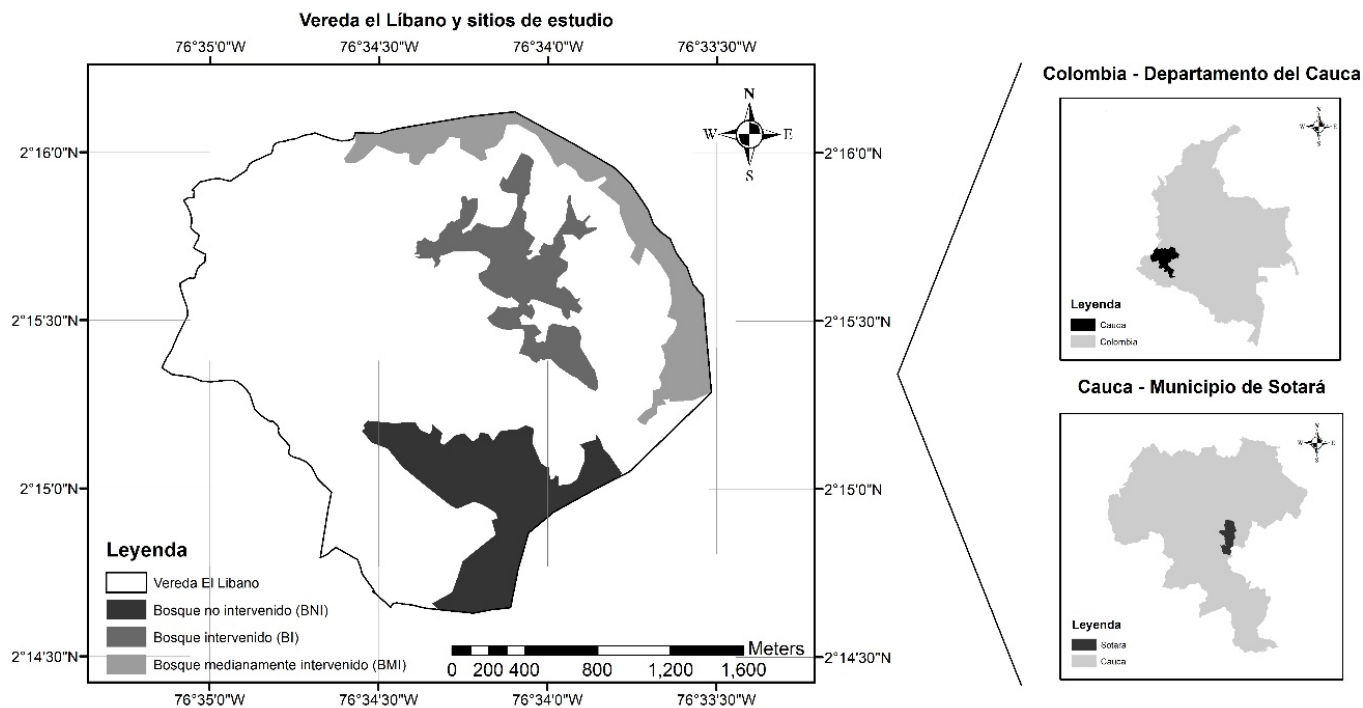 Vereda el Líbano y sitios de estudio
76°35'0"W 76°34'30"W 76°34'0"W 76°33'30"W
N
W E
S
2°16'0"N 2°16'0"N
2°15'30"N 2°15'30"N
2°15'0"N 2°15'0"N
2°14'30"N 2°14'30"N
Leyenda
Vereda El Líbano
Bosque no intervenido (BNI)
Bosque intervenido (BI)
Bosque medianamente intervenido (BMI)
Meters
0 200 400 800 1,200 1,600
76°35'0"W 76°34'30"W 76°34'0"W 76°33'30"W
Colombia - Departamento del Cauca
N
W E
S
Leyenda
Cauca
Colombia
Cauca - Municipio de Sotará
N
W E
S
Leyenda
Sotara
Cauca